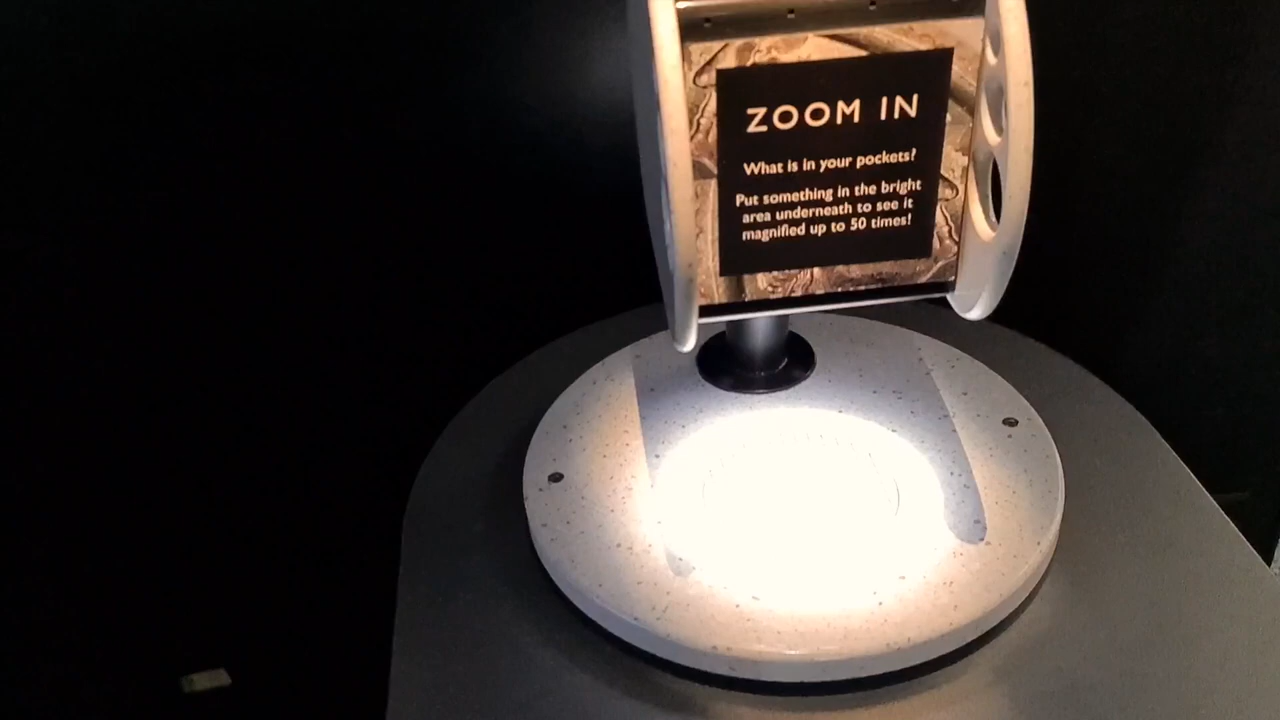 ZOOM IN
What is in your pockets?
Put something in the bright
area underneath to see it
magnified up to 50 times!